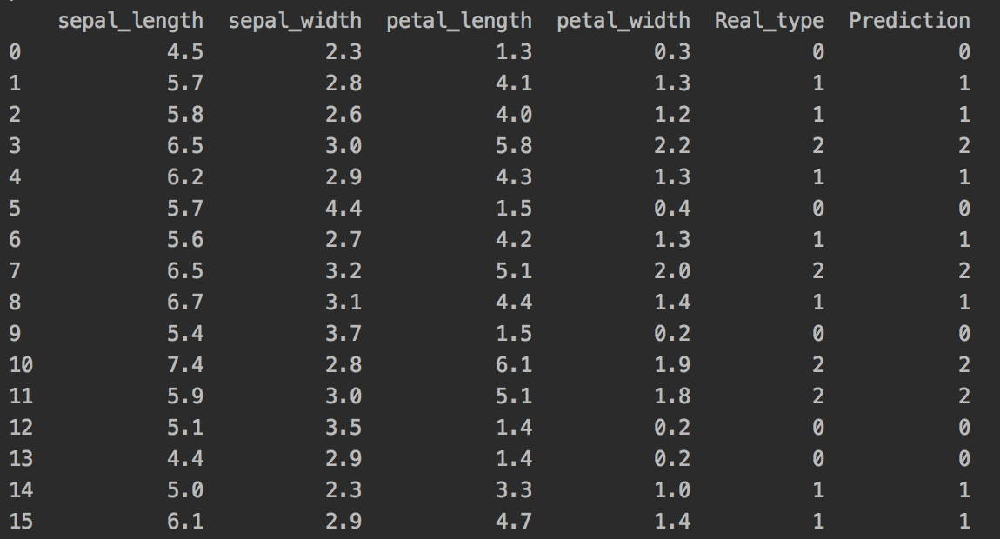 sepal_length sepal_width petal_length petal_width Real_type Prediction
0 4.5 2.3 1.3 0.3 0 0
1 5.7 2.8 4.1 1.3 1 1
2 5.8 2.6 4.0 1.2 1 1
3 6.5 3.0 5.8 2.2 2 2
4 6.2 2.9 4.3 1.3 1 1
5 5.7 4.4 1.5 0.4 0 0
6 5.6 2.7 4.2 1.3 1 1
7 6.5 3.2 5.1 2.0 2 2
8 6.7 3.1 4.4 1.4 1 1
9 5.4 3.7 1.5 0.2 0 0
10 7.4 2.8 6.1 1.9 2 2
11 5.9 3.0 5.1 1.8 2 2
12 5.1 3.5 1.4 0.2 0 0
13 4.4 2.9 1.4 0.2 0 0
14 5.0 2.3 3.3 1.0 1 1
15 6.1 2.9 4.7 1.4 1 1